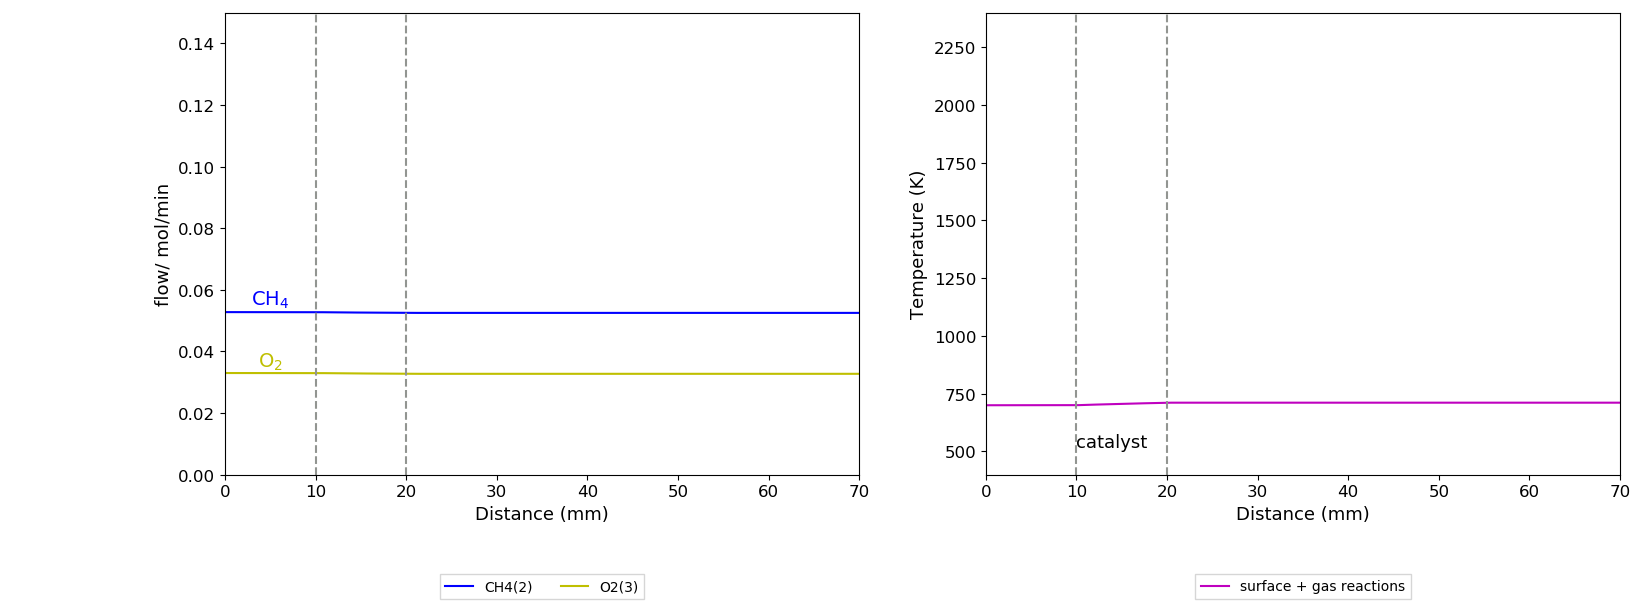 0.14
0.12
0.10
0.08
0.06
0.04
0.02
0.00
flow/ mol/min
CH₄
O₂
0 10 20 30 40 50 60 70
Distance (mm)
CH4(2) O2(3)
2250
2000
1750
1500
1250
1000
750
500
Temperature (K)
catalyst
0 10 20 30 40 50 60 70
Distance (mm)
surface + gas reactions